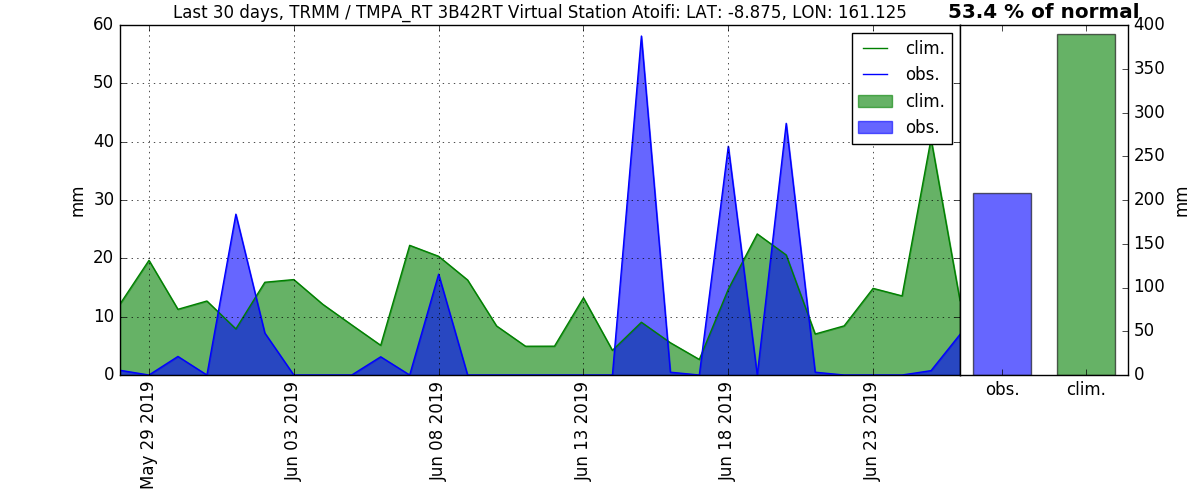 Last 30 days, TRMM / TMPA_RT 3B42RT Virtual Station Atoifi: LAT: -8.875, LON: 161.125
53.4 % of normal
60
50
40
30
20
10
0
mm
clim.
obs.
clim.
obs.
May 29 2019
Jun 03 2019
Jun 08 2019
Jun 13 2019
Jun 18 2019
Jun 23 2019
obs.
clim.
400
350
300
250
200
150
100
50
0
mm